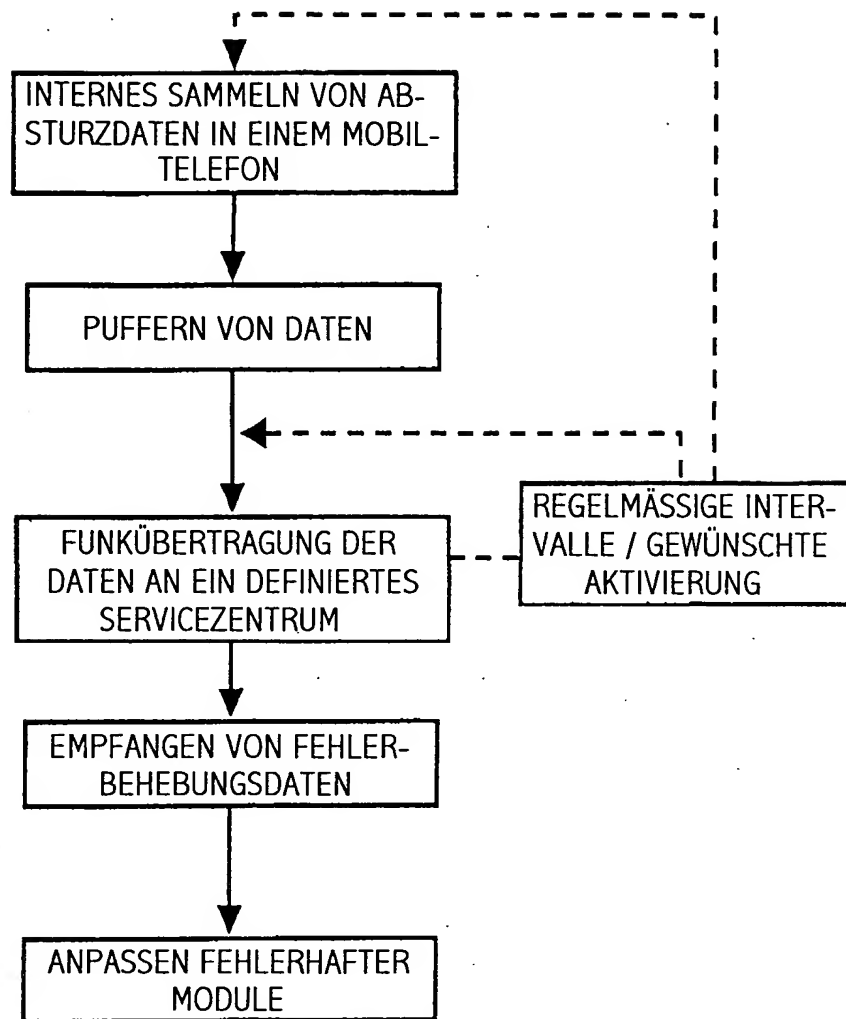 INTERNES SAMMELN VON AB-
STURZDATEN IN EINEM MOBIL-
TELEFON
PUFFERN VON DATEN
FUNKÜBERTRAGUNG DER
DATEN AN EIN DEFINIERTES
SERVICEZENTRUM
REGELMÄSSIGE INTER-
VALLE / GEWÜNSCHTE
AKTIVIERUNG
EMPFANGEN VON FEHLER-
BEHEBUNGSDATEN
ANPASSEN FEHLERHAFTER
MODULE